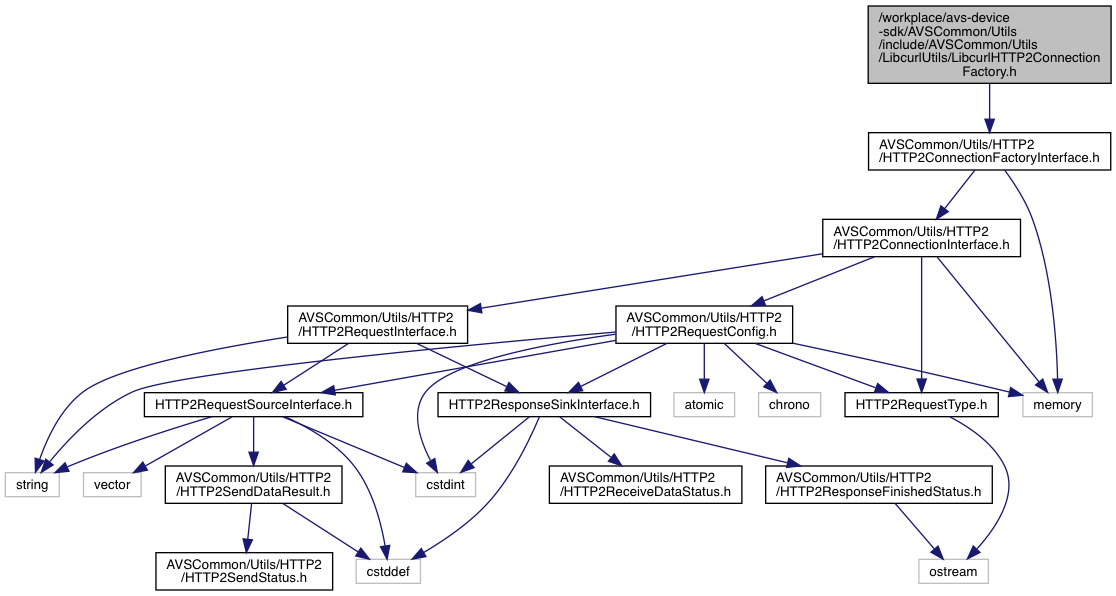 /workplace/avs-device
-sdk/AVSCommon/Utils
/include/AVSCommon/Utils
/LibcurlUtils/LibcurlHTTP2Connection
Factory.h
AVSCommon/Utils/HTTP2
/HTTP2ConnectionFactoryInterface.h
AVSCommon/Utils/HTTP2
/HTTP2ConnectionInterface.h
AVSCommon/Utils/HTTP2
/HTTP2RequestInterface.h
AVSCommon/Utils/HTTP2
/HTTP2RequestConfig.h
HTTP2RequestSourceInterface.h
HTTP2ResponseSinkInterface.h
atomic
chrono
HTTP2RequestType.h
memory
string
vector
AVSCommon/Utils/HTTP2
/HTTP2SendDataResult.h
cstdint
AVSCommon/Utils/HTTP2
/HTTP2ReceiveDataStatus.h
AVSCommon/Utils/HTTP2
/HTTP2ResponseFinishedStatus.h
AVSCommon/Utils/HTTP2
/HTTP2SendStatus.h
cstddef
ostream